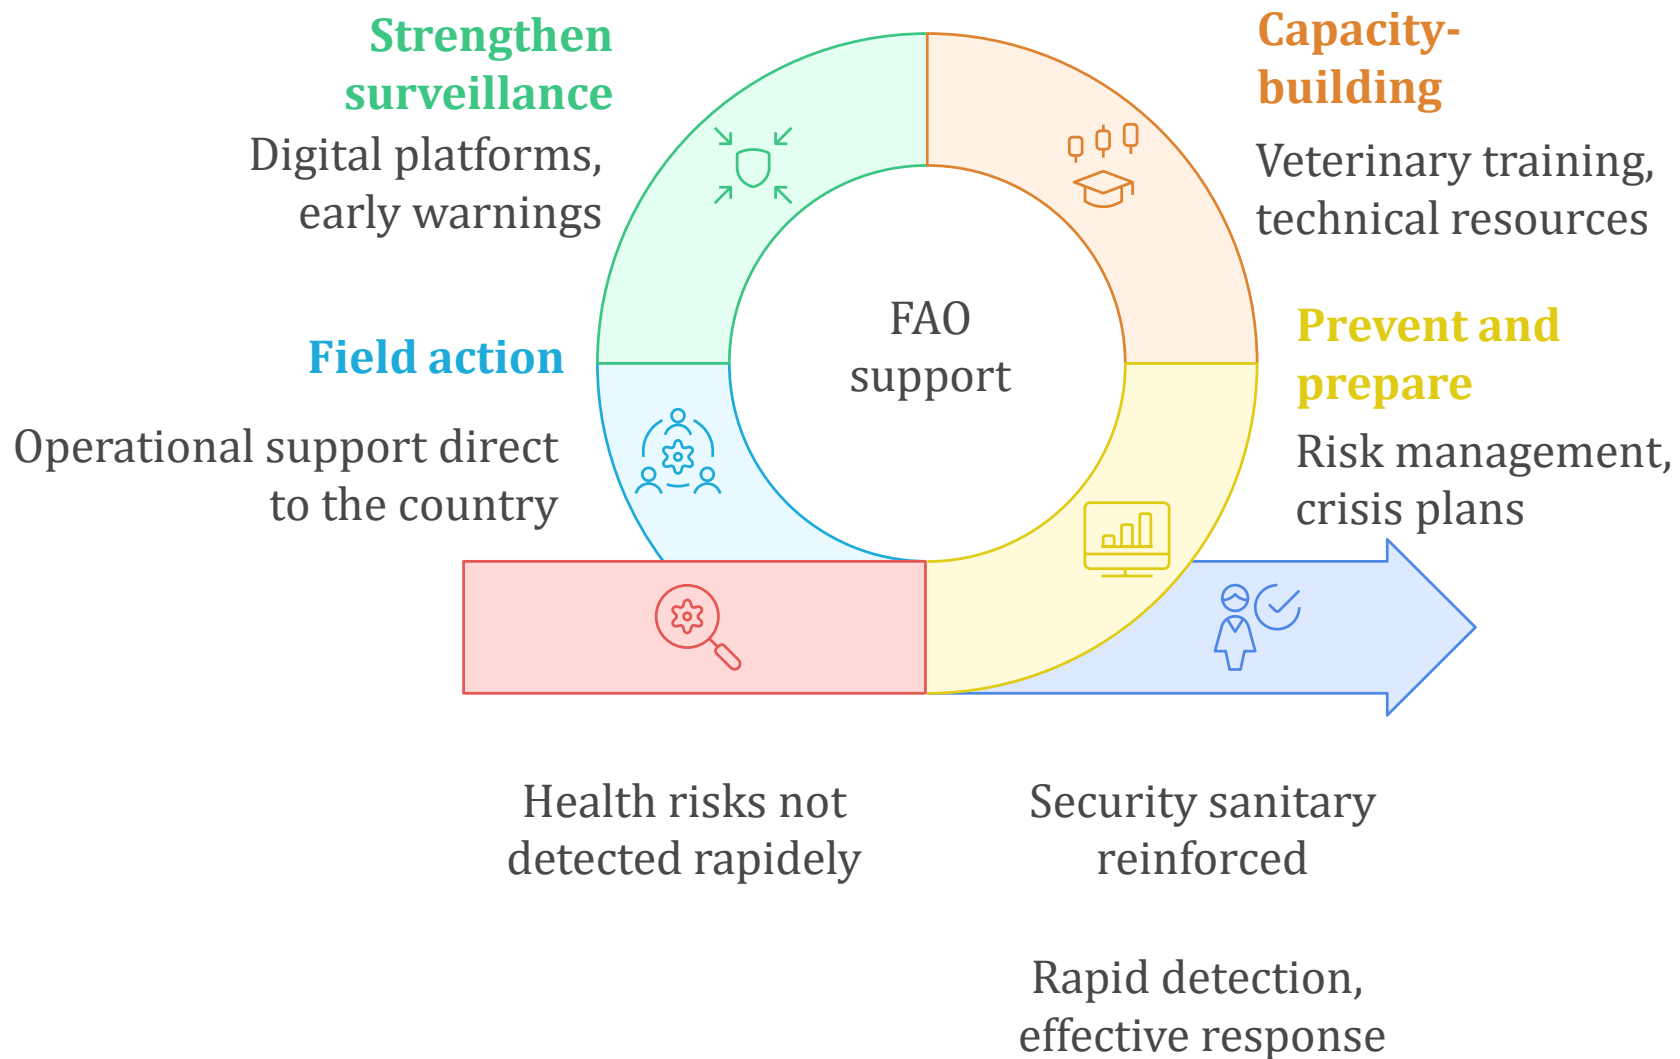 Strengthen
surveillance
Digital platforms,
early warnings
Capacity-
building
Veterinary training,
technical resources
FAO
support
Field action
Operational support direct
to the country
Prevent and
prepare
Risk management,
crisis plans
Health risks not
detected rapidely
Security sanitary
reinforced
Rapid detection,
effective response